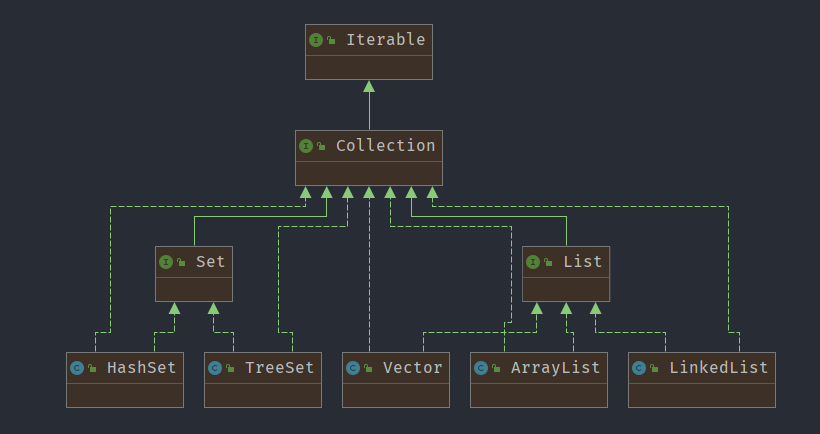 I Iterable
I Collection
I Set
I List
C HashSet
C TreeSet
C Vector
C ArrayList
C LinkedList